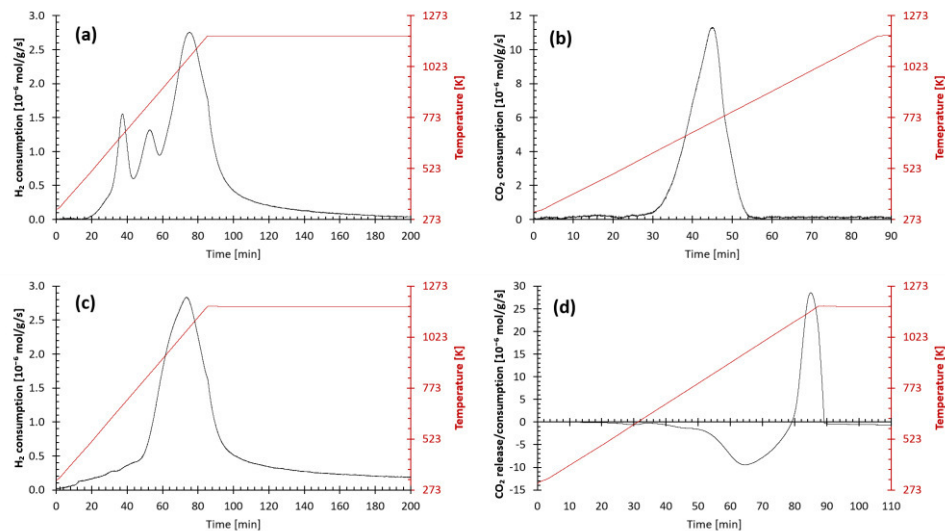 (a)
H₂ consumption [10⁻⁶ mol/g/s]
3.0
2.5
2.0
1.5
1.0
0.5
0.0
0 20 40 60 80 100 120 140 160 180 200
Time [min]
1273
1023
773
523
273
Temperature [K]
(b)
CO₂ consumption [10⁻⁶ mol/g/s]
12
10
8
6
4
2
0
0 10 20 30 40 50 60 70 80 90
Time [min]
1273
1023
773
523
273
Temperature [K]
(c)
H₂ consumption [10⁻⁶ mol/g/s]
3.0
2.5
2.0
1.5
1.0
0.5
0.0
0 20 40 60 80 100 120 140 160 180 200
Time [min]
1273
1023
773
523
273
Temperature [K]
(d)
CO₂ release/consumption [10⁻⁶ mol/g/s]
30
25
20
15
10
5
0
-5
-10
-15
0 10 20 30 40 50 60 70 80 90 100 110
Time [min]
1273
1023
773
523
273
Temperature [K]